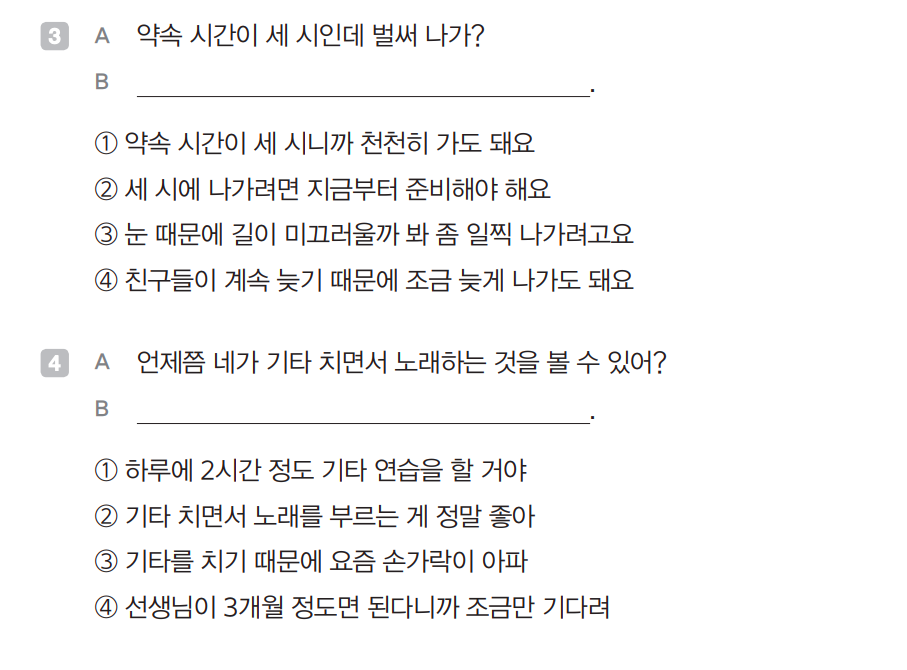 3 A 약속 시간이 세 시인데 벌써 나가?
B ______________________________.
① 약속 시간이 세 시니까 천천히 가도 돼요
② 세 시에 나가려면 지금부터 준비해야 해요
③ 눈 때문에 길이 미끄러울까 봐 좀 일찍 나가려고요
④ 친구들이 계속 늦기 때문에 조금 늦게 나가도 돼요
4 A 언제쯤 네가 기타 치면서 노래하는 것을 볼 수 있어?
B ______________________________.
① 하루에 2시간 정도 기타 연습을 할 거야
② 기타 치면서 노래를 부르는 게 정말 좋아
③ 기타를 치기 때문에 요즘 손가락이 아파
④ 선생님이 3개월 정도면 된다니까 조금만 기다려